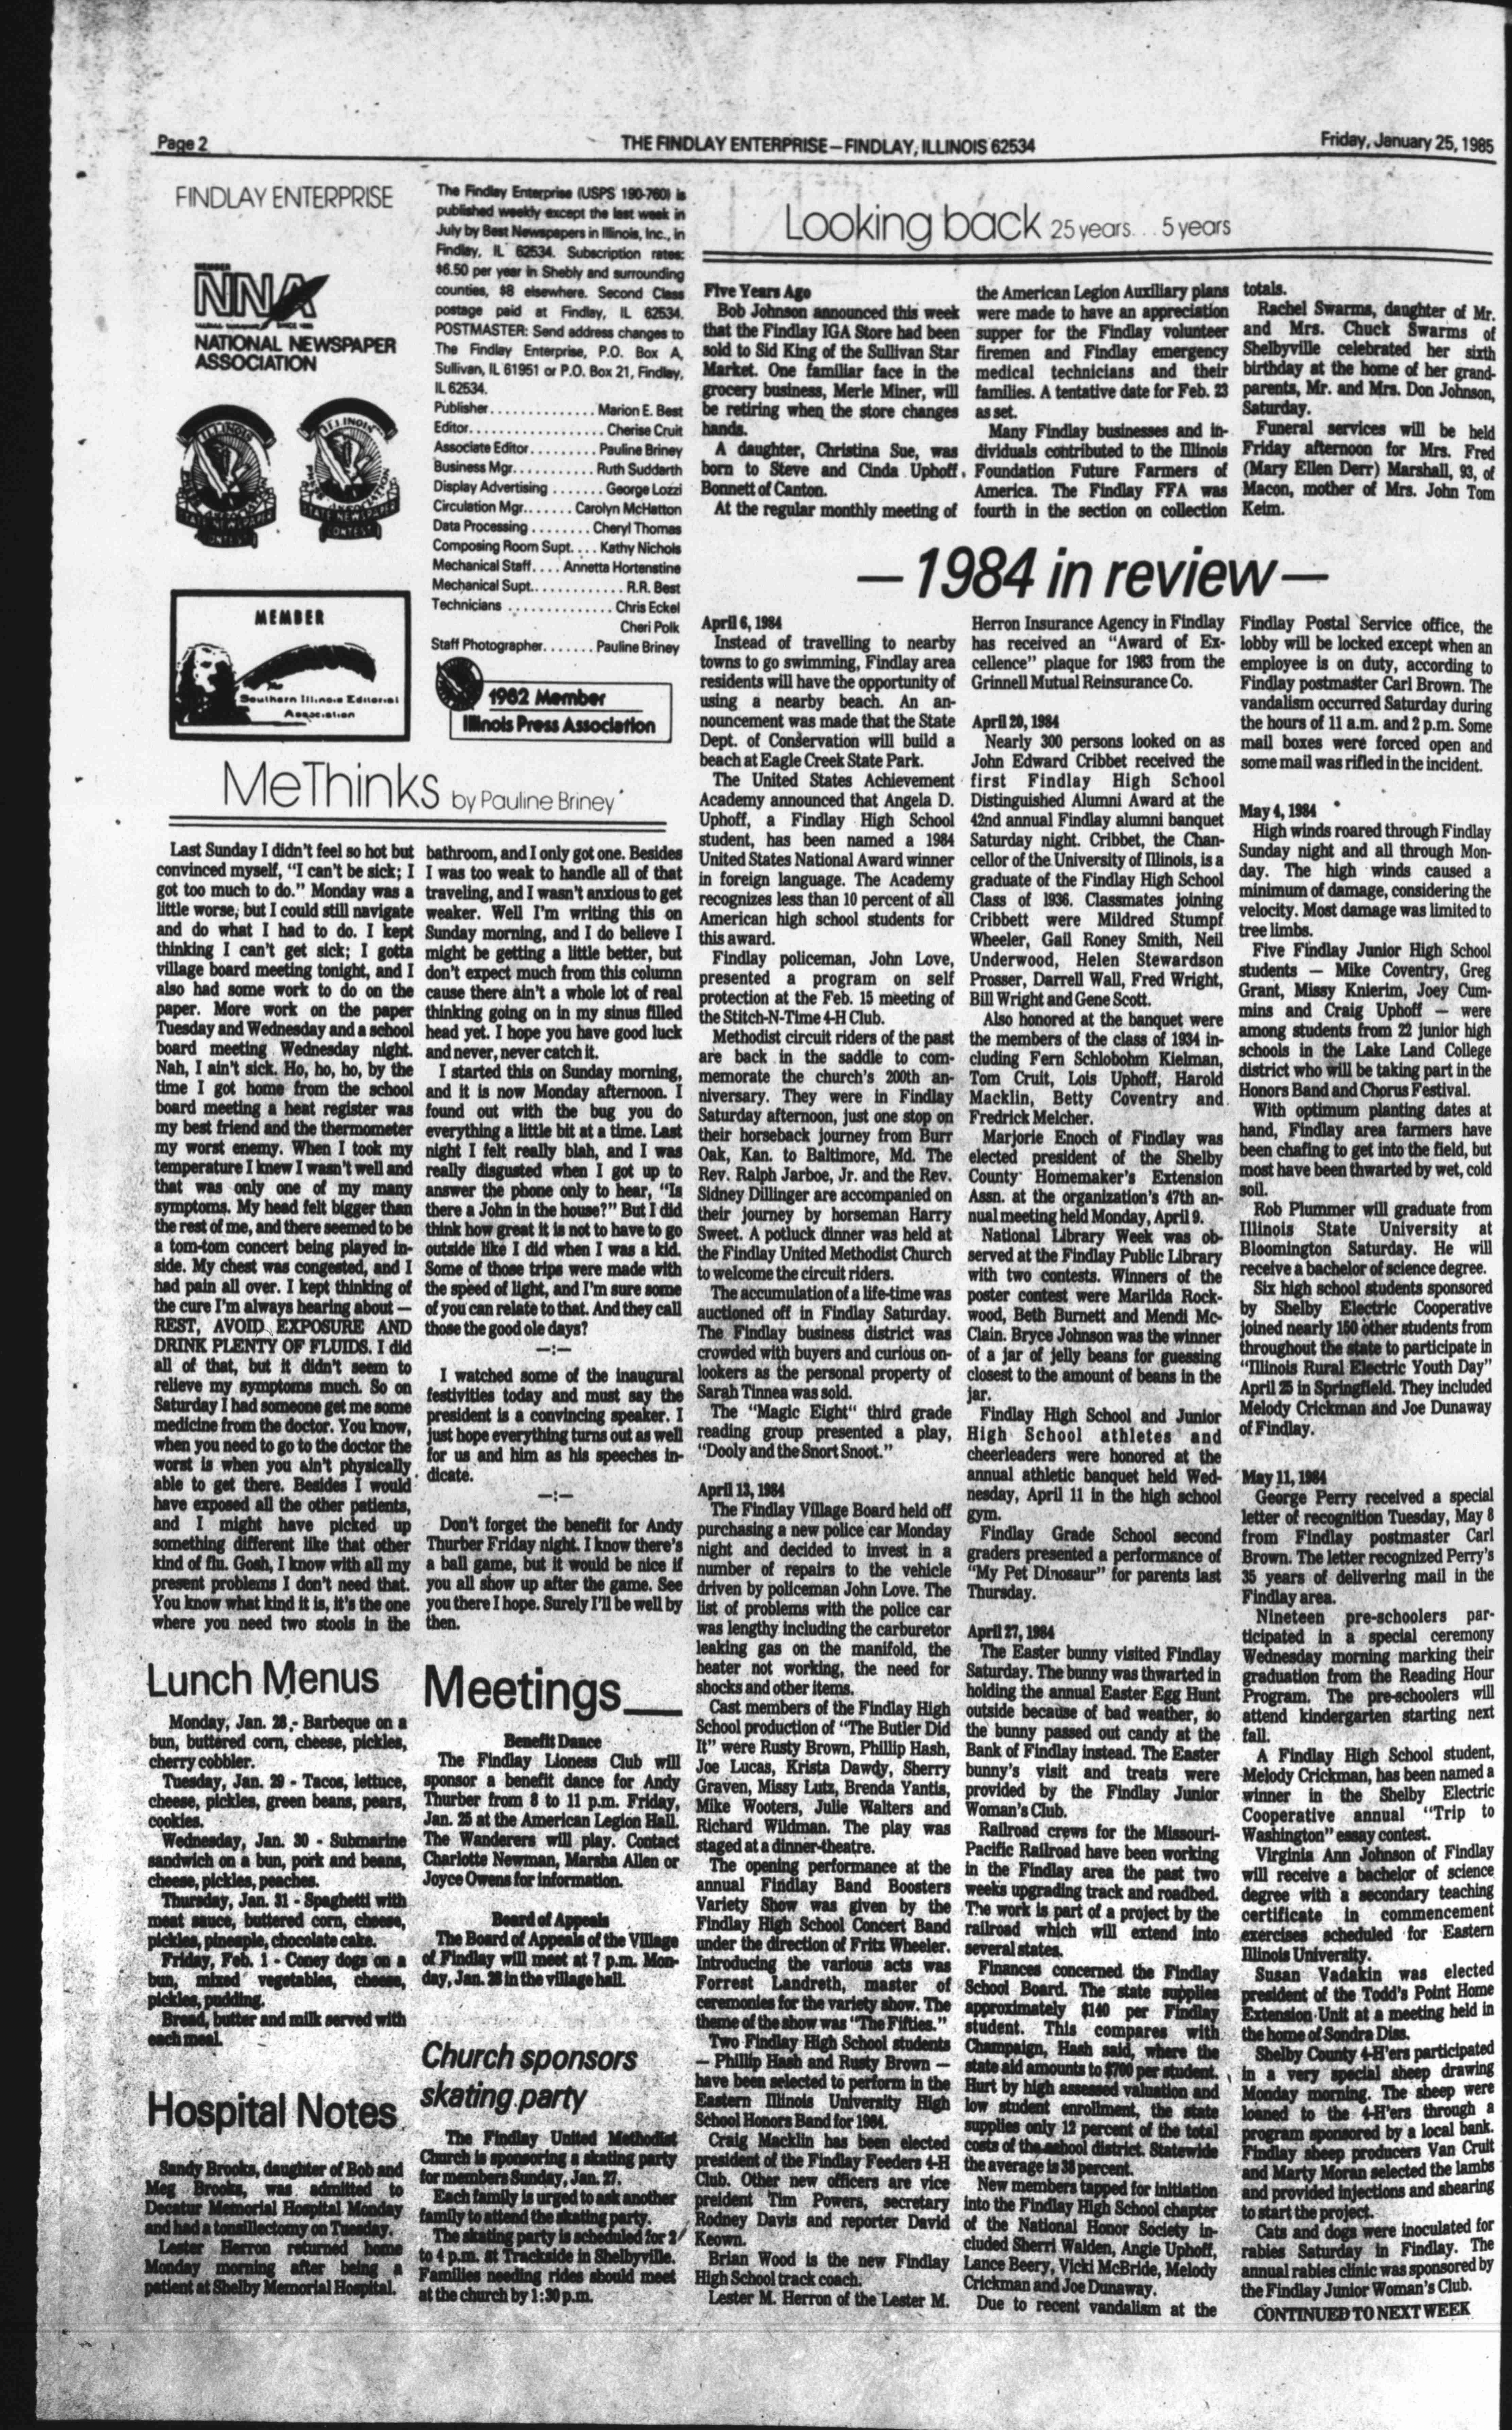 Page 2
THE FINDLAY ENTERPRISE—FINDLAY, ILLINOIS 62534
Friday, January 25, 1985
FINDLAY ENTERPRISE
MEMBER
NNA
SINCE 1885
NATIONAL NEWSPAPER
ASSOCIATION
ILLINOIS
STATE NEWSPAPER
CONTEST
ILLINOIS
STATE NEWSPAPER
CONTEST
MEMBER
The
Southern Illinois Editorial
Association
The Findlay Enterprise (USPS 190-760) is
published weekly except the last week in
July by Best Newspapers in Illinois, Inc., in
Findlay, IL 62534. Subscription rates:
$6.50 per year in Shebly and surrounding
counties, $8 elsewhere. Second Class
postage paid at Findlay, IL 62534.
POSTMASTER: Send address changes to
The Findlay Enterprise, P.O. Box A,
Sullivan, IL 61951 or P.O. Box 21, Findlay,
IL 62534.
Publisher. . . . . . . . . . . . . . Marion E. Best
Editor. . . . . . . . . . . . . . . . . . Cherise Cruit
Associate Editor. . . . . . . . . Pauline Briney
Business Mgr. . . . . . . . . . . Ruth Suddarth
Display Advertising . . . . . . . George Lozzi
Circulation Mgr. . . . . . . Carolyn McHatton
Data Processing . . . . . . . . Cheryl Thomas
Composing Room Supt. . . . Kathy Nichols
Mechanical Staff. . . . Annetta Hortenstine
Mechanical Supt. . . . . . . . . . . . R.R. Best
Technicians . . . . . . . . . . . . . . Chris Eckel
Cheri Polk
Staff Photographer. . . . . . . Pauline Briney
1982 Member
Illinois Press Association
MeThinks by Pauline Briney
Last Sunday I didn't feel so hot but
convinced myself, "I can't be sick; I
got too much to do." Monday was a
little worse, but I could still navigate
and do what I had to do. I kept
thinking I can't get sick; I gotta
village board meeting tonight, and I
also had some work to do on the
paper. More work on the paper
Tuesday and Wednesday and a school
board meeting Wednesday night.
Nah, I ain't sick. Ho, ho, ho, by the
time I got home from the school
board meeting a heat register was
my best friend and the thermometer
my worst enemy. When I took my
temperature I knew I wasn't well and
that was only one of my many
symptoms. My head felt bigger than
the rest of me, and there seemed to be
a tom-tom concert being played in-
side. My chest was congested, and I
had pain all over. I kept thinking of
the cure I'm always hearing about —
REST, AVOID EXPOSURE AND
DRINK PLENTY OF FLUIDS. I did
all of that, but it didn't seem to
relieve my symptoms much. So on
Saturday I had someone get me some
medicine from the doctor. You know,
when you need to go to the doctor the
worst is when you ain't physically
able to get there. Besides I would
have exposed all the other patients,
and I might have picked up
something different like that other
kind of flu. Gosh, I know with all my
present problems I don't need that.
You know what kind it is, it's the one
where you need two stools in the
bathroom, and I only got one. Besides
I was too weak to handle all of that
traveling, and I wasn't anxious to get
weaker. Well I'm writing this on
Sunday morning, and I do believe I
might be getting a little better, but
don't expect much from this column
cause there ain't a whole lot of real
thinking going on in my sinus filled
head yet. I hope you have good luck
and never, never catch it.
I started this on Sunday morning,
and it is now Monday afternoon. I
found out with the bug you do
everything a little bit at a time. Last
night I felt really blah, and I was
really disgusted when I got up to
answer the phone only to hear, "Is
there a John in the house?" But I did
think how great it is not to have to go
outside like I did when I was a kid.
Some of those trips were made with
the speed of light, and I'm sure some
of you can relate to that. And they call
those the good ole days?
—:—
I watched some of the inaugural
festivities today and must say the
president is a convincing speaker. I
just hope everything turns out as well
for us and him as his speeches in-
dicate.
—:—
Don't forget the benefit for Andy
Thurber Friday night. I know there's
a ball game, but it would be nice if
you all show up after the game. See
you there I hope. Surely I'll be well by
then.
Lunch Menus
Monday, Jan. 28 - Barbeque on a
bun, buttered corn, cheese, pickles,
cherry cobbler.
Tuesday, Jan. 29 - Tacos, lettuce,
cheese, pickles, green beans, pears,
cookies.
Wednesday, Jan. 30 - Submarine
sandwich on a bun, pork and beans,
cheese, pickles, peaches.
Thursday, Jan. 31 - Spaghetti with
meat sauce, buttered corn, cheese,
pickles, pineaple, chocolate cake.
Friday, Feb. 1 - Coney dogs on a
bun, mixed vegetables, cheese,
pickles, pudding.
Bread, butter and milk served with
each meal.
Hospital Notes
Sandy Brooks, daughter of Bob and
Meg Brooks, was admitted to
Decatur Memorial Hospital Monday
and had a tonsillectomy on Tuesday.
Lester Herron returned home
Monday morning after being a
patient at Shelby Memorial Hospital.
Meetings
Benefit Dance
The Findlay Lioness Club will
sponsor a benefit dance for Andy
Thurber from 8 to 11 p.m. Friday,
Jan. 25 at the American Legion Hall.
The Wanderers will play. Contact
Charlotte Newman, Marsha Allen or
Joyce Owens for information.
Board of Appeals
The Board of Appeals of the Village
of Findlay will meet at 7 p.m. Mon-
day, Jan. 28 in the village hall.
Church sponsors
skating party
The Findlay United Methodist
Church is sponsoring a skating party
for members Sunday, Jan. 27.
Each family is urged to ask another
family to attend the skating party.
The skating party is scheduled for 2
to 4 p.m. at Trackside in Shelbyville.
Families needing rides should meet
at the church by 1:30 p.m.
Looking back 25 years. . . 5 years
Five Years Ago
Bob Johnson announced this week
that the Findlay IGA Store had been
sold to Sid King of the Sullivan Star
Market. One familiar face in the
grocery business, Merle Miner, will
be retiring when the store changes
hands.
A daughter, Christina Sue, was
born to Steve and Cinda Uphoff
Bonnett of Canton.
At the regular monthly meeting of
the American Legion Auxiliary plans
were made to have an appreciation
supper for the Findlay volunteer
firemen and Findlay emergency
medical technicians and their
families. A tentative date for Feb. 23
as set.
Many Findlay businesses and in-
dividuals contributed to the Illinois
Foundation Future Farmers of
America. The Findlay FFA was
fourth in the section on collection
totals.
Rachel Swarms, daughter of Mr.
and Mrs. Chuck Swarms of
Shelbyville celebrated her sixth
birthday at the home of her grand-
parents, Mr. and Mrs. Don Johnson,
Saturday.
Funeral services will be held
Friday afternoon for Mrs. Fred
(Mary Ellen Derr) Marshall, 93, of
Macon, mother of Mrs. John Tom
Keim.
— 1984 in review —
April 6, 1984
Instead of travelling to nearby
towns to go swimming, Findlay area
residents will have the opportunity of
using a nearby beach. An an-
nouncement was made that the State
Dept. of Conservation will build a
beach at Eagle Creek State Park.
The United States Achievement
Academy announced that Angela D.
Uphoff, a Findlay High School
student, has been named a 1984
United States National Award winner
in foreign language. The Academy
recognizes less than 10 percent of all
American high school students for
this award.
Findlay policeman, John Love,
presented a program on self
protection at the Feb. 15 meeting of
the Stitch-N-Time 4-H Club.
Methodist circuit riders of the past
are back in the saddle to com-
memorate the church's 200th an-
niversary. They were in Findlay
Saturday afternoon, just one stop on
their horseback journey from Burr
Oak, Kan. to Baltimore, Md. The
Rev. Ralph Jarboe, Jr. and the Rev.
Sidney Dillinger are accompanied on
their journey by horseman Harry
Sweet. A potluck dinner was held at
the Findlay United Methodist Church
to welcome the circuit riders.
The accumulation of a life-time was
auctioned off in Findlay Saturday.
The Findlay business district was
crowded with buyers and curious on-
lookers as the personal property of
Sarah Tinnea was sold.
The "Magic Eight" third grade
reading group presented a play,
"Dooly and the Snort Snoot."
April 13, 1984
The Findlay Village Board held off
purchasing a new police car Monday
night and decided to invest in a
number of repairs to the vehicle
driven by policeman John Love. The
list of problems with the police car
was lengthy including the carburetor
leaking gas on the manifold, the
heater not working, the need for
shocks and other items.
Cast members of the Findlay High
School production of "The Butler Did
It" were Rusty Brown, Phillip Hash,
Joe Lucas, Krista Dawdy, Sherry
Graven, Missy Lutz, Brenda Yantis,
Mike Wooters, Julie Walters and
Richard Wildman. The play was
staged at a dinner-theatre.
The opening performance at the
annual Findlay Band Boosters
Variety Show was given by the
Findlay High School Concert Band
under the direction of Fritz Wheeler.
Introducing the various acts was
Forrest Landreth, master of
ceremonies for the variety show. The
theme of the show was "The Fifties."
Two Findlay High School students
— Phillip Hash and Rusty Brown —
have been selected to perform in the
Eastern Illinois University High
School Honors Band for 1984.
Craig Macklin has been elected
president of the Findlay Feeders 4-H
Club. Other new officers are vice
preident Tim Powers, secretary
Rodney Davis and reporter David
Keown.
Brian Wood is the new Findlay
High School track coach.
Lester M. Herron of the Lester M.
Herron Insurance Agency in Findlay
has received an "Award of Ex-
cellence" plaque for 1983 from the
Grinnell Mutual Reinsurance Co.
April 20, 1984
Nearly 300 persons looked on as
John Edward Cribbet received the
first Findlay High School
Distinguished Alumni Award at the
42nd annual Findlay alumni banquet
Saturday night. Cribbet, the Chan-
cellor of the University of Illinois, is a
graduate of the Findlay High School
Class of 1936. Classmates joining
Cribbett were Mildred Stumpf
Wheeler, Gail Roney Smith, Neil
Underwood, Helen Stewardson
Prosser, Darrell Wall, Fred Wright,
Bill Wright and Gene Scott.
Also honored at the banquet were
the members of the class of 1934 in-
cluding Fern Schlobohm Kielman,
Tom Cruit, Lois Uphoff, Harold
Macklin, Betty Coventry and
Fredrick Melcher.
Marjorie Enoch of Findlay was
elected president of the Shelby
County Homemaker's Extension
Assn. at the organization's 47th an-
nual meeting held Monday, April 9.
National Library Week was ob-
served at the Findlay Public Library
with two contests. Winners of the
poster contest were Marilda Rock-
wood, Beth Burnett and Mendi Mc-
Clain. Bryce Johnson was the winner
of a jar of jelly beans for guessing
closest to the amount of beans in the
jar.
Findlay High School and Junior
High School athletes and
cheerleaders were honored at the
annual athletic banquet held Wed-
nesday, April 11 in the high school
gym.
Findlay Grade School second
graders presented a performance of
"My Pet Dinosaur" for parents last
Thursday.
April 27, 1984
The Easter bunny visited Findlay
Saturday. The bunny was thwarted in
holding the annual Easter Egg Hunt
outside because of bad weather, so
the bunny passed out candy at the
Bank of Findlay instead. The Easter
bunny's visit and treats were
provided by the Findlay Junior
Woman's Club.
Railroad crews for the Missouri-
Pacific Railroad have been working
in the Findlay area the past two
weeks upgrading track and roadbed.
The work is part of a project by the
railroad which will extend into
several states.
Finances concerned the Findlay
School Board. The state supplies
approximately $140 per Findlay
student. This compares with
Champaign, Hash said, where the
state aid amounts to $700 per student.
Hurt by high assessed valuation and
low student enrollment, the state
supplies only 12 percent of the total
costs of the school district. Statewide
the average is 38 percent.
New members tapped for initiation
into the Findlay High School chapter
of the National Honor Society in-
cluded Sherri Walden, Angie Uphoff,
Lance Beery, Vicki McBride, Melody
Crickman and Joe Dunaway.
Due to recent vandalism at the
Findlay Postal Service office, the
lobby will be locked except when an
employee is on duty, according to
Findlay postmaster Carl Brown. The
vandalism occurred Saturday during
the hours of 11 a.m. and 2 p.m. Some
mail boxes were forced open and
some mail was rifled in the incident.
May 4, 1984
High winds roared through Findlay
Sunday night and all through Mon-
day. The high winds caused a
minimum of damage, considering the
velocity. Most damage was limited to
tree limbs.
Five Findlay Junior High School
students — Mike Coventry, Greg
Grant, Missy Knierim, Joey Cum-
mins and Craig Uphoff — were
among students from 22 junior high
schools in the Lake Land College
district who will be taking part in the
Honors Band and Chorus Festival.
With optimum planting dates at
hand, Findlay area farmers have
been chafing to get into the field, but
most have been thwarted by wet, cold
soil.
Rob Plummer will graduate from
Illinois State University at
Bloomington Saturday. He will
receive a bachelor of science degree.
Six high school students sponsored
by Shelby Electric Cooperative
joined nearly 150 other students from
throughout the state to participate in
"Illinois Rural Electric Youth Day"
April 25 in Springfield. They included
Melody Crickman and Joe Dunaway
of Findlay.
May 11, 1984
George Perry received a special
letter of recognition Tuesday, May 8
from Findlay postmaster Carl
Brown. The letter recognized Perry's
35 years of delivering mail in the
Findlay area.
Nineteen pre-schoolers par-
ticipated in a special ceremony
Wednesday morning marking their
graduation from the Reading Hour
Program. The pre-schoolers will
attend kindergarten starting next
fall.
A Findlay High School student,
Melody Crickman, has been named a
winner in the Shelby Electric
Cooperative annual "Trip to
Washington" essay contest.
Virginia Ann Johnson of Findlay
will receive a bachelor of science
degree with a secondary teaching
certificate in commencement
exercises scheduled for Eastern
Illinois University.
Susan Vadakin was elected
president of the Todd's Point Home
Extension Unit at a meeting held in
the home of Sondra Diss.
Shelby County 4-H'ers participated
in a very special sheep drawing
Monday morning. The sheep were
loaned to the 4-H'ers through a
program sponsored by a local bank.
Findlay sheep producers Van Cruit
and Marty Moran selected the lambs
and provided injections and shearing
to start the project.
Cats and dogs were inoculated for
rabies Saturday in Findlay. The
annual rabies clinic was sponsored by
the Findlay Junior Woman's Club.
CONTINUED TO NEXT WEEK